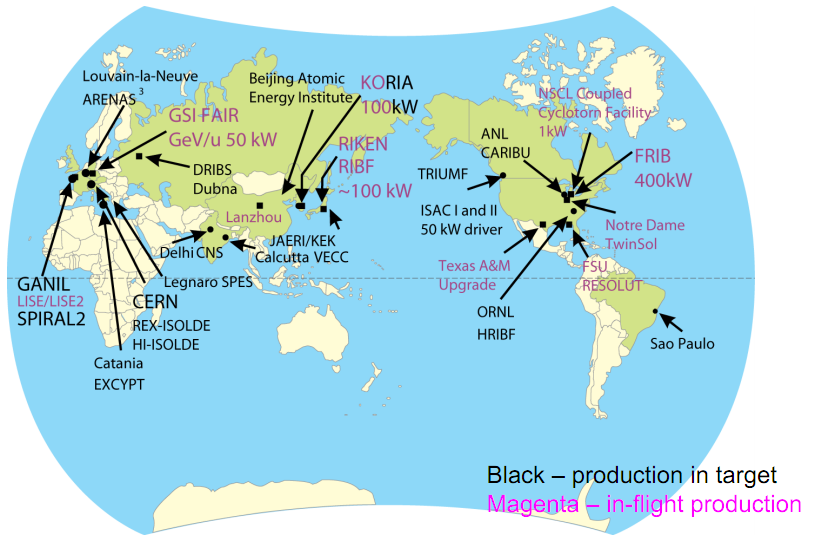 Louvain-la-Neuve
ARENAS 3
GSI FAIR
GeV/u 50 kW
DRIBS
Dubna
Beijing Atomic
Energy Institute
KORIA
100kW
RIKEN
RIBF
~100 kW
Lanzhou
JAERI/KEK
Delhi CNS
Calcutta VECC
Legnaro SPES
GANIL
LISE/LISE2
SPIRAL2
CERN
REX-ISOLDE
HI-ISOLDE
Catania
EXCYPT
NSCL Coupled
Cyclotorn Facility
1kW
ANL
CARIBU
FRIB
400kW
TRIUMF
ISAC I and II
50 kW driver
Notre Dame
TwinSol
Texas A&M
Upgrade
FSU
RESOLUT
ORNL
HRIBF
Sao Paulo
Black – production in target
Magenta – in-flight production